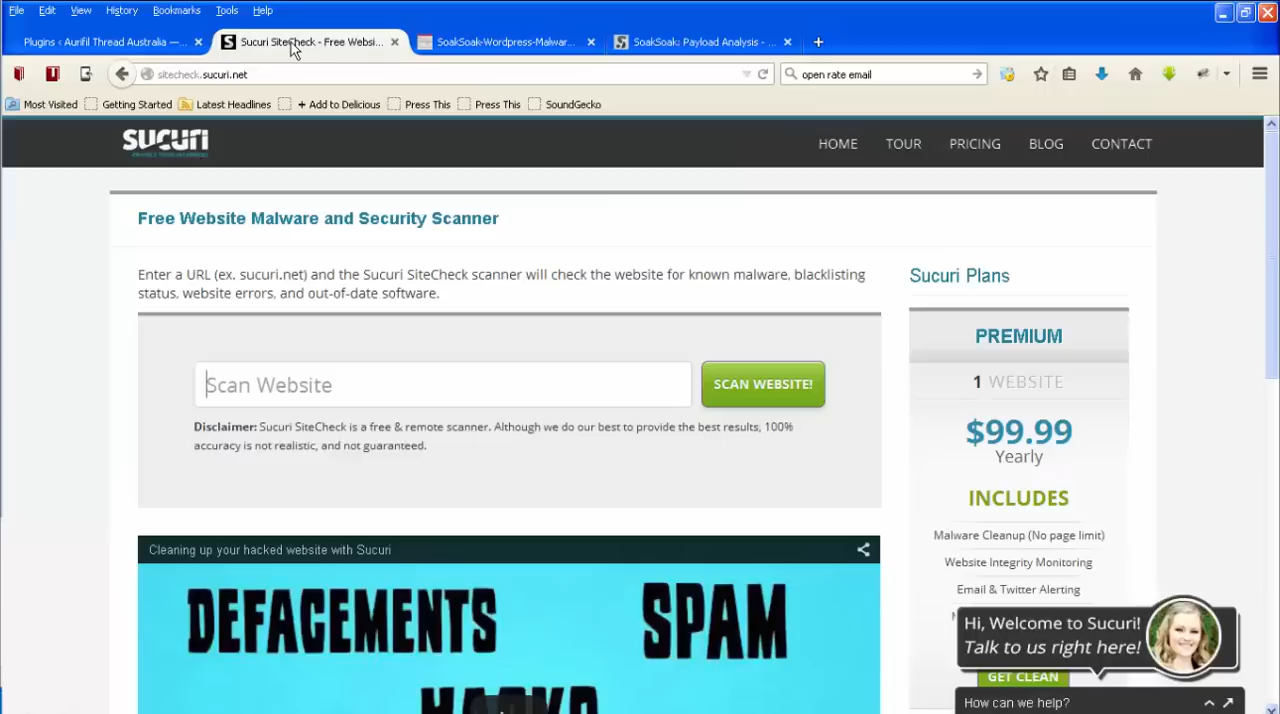 File Edit View History Bookmarks Tools Help
Plugins ‹ Aurifil Thread Australia —...
Sucuri SiteCheck - Free Websi...
SoakSoak-Wordpress-Malwar...
SoakSoak: Payload Analysis - ...
sitecheck.sucuri.net
open rate email
Most Visited Getting Started Latest Headlines + Add to Delicious Press This Press This SoundGecko
SUCURI
HOME TOUR PRICING BLOG CONTACT
Free Website Malware and Security Scanner
Enter a URL (ex. sucuri.net) and the Sucuri SiteCheck scanner will check the website for known malware, blacklisting
status, website errors, and out-of-date software.
Scan Website
SCAN WEBSITE!
Disclaimer: Sucuri SiteCheck is a free & remote scanner. Although we do our best to provide the best results, 100%
accuracy is not realistic, and not guaranteed.
Cleaning up your hacked website with Sucuri
DEFACEMENTS SPAM
Sucuri Plans
PREMIUM
1 WEBSITE
$99.99
Yearly
INCLUDES
Malware Cleanup (No page limit)
Website Integrity Monitoring
Email & Twitter Alerting
GET CLEAN
Hi, Welcome to Sucuri!
Talk to us right here!
How can we help?